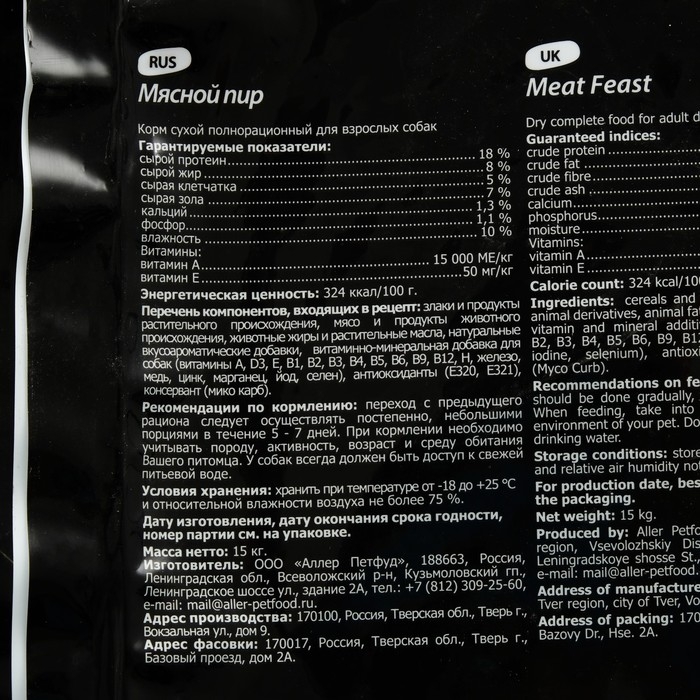 RUS
Мясной пир
Корм сухой полнорационный для взрослых собак
Гарантируемые показатели:
сырой протеин 18 %
сырой жир 8 %
сырая клетчатка 5 %
сырая зола 7 %
кальций 1,3 %
фосфор 1,1 %
влажность 10 %
Витамины:
витамин А 15 000 МЕ/кг
витамин Е 50 мг/кг
Энергетическая ценность: 324 ккал/100 г.
Перечень компонентов, входящих в рецепт: злаки и продукты
растительного происхождения, мясо и продукты животного
происхождения, животные жиры и растительные масла, натуральные
вкусоароматические добавки, витаминно-минеральная добавка для
собак (витамины А, D3, Е, В1, В2, В3, В4, В5, В6, В9, В12, Н, железо,
медь, цинк, марганец, йод, селен), антиоксиданты (Е320, Е321),
консервант (мико карб).
Рекомендации по кормлению: переход с предыдущего
рациона следует осуществлять постепенно, небольшими
порциями в течение 5 - 7 дней. При кормлении необходимо
учитывать породу, активность, возраст и среду обитания
Вашего питомца. У собак всегда должен быть доступ к свежей
питьевой воде.
Условия хранения: хранить при температуре от -18 до +25 °С
и относительной влажности воздуха не более 75 %.
Дату изготовления, дату окончания срока годности,
номер партии см. на упаковке.
Масса нетто: 15 кг.
Изготовитель: ООО «Аллер Петфуд», 188663, Россия,
Ленинградская обл., Всеволожский р-н, Кузьмоловский гп.,
Ленинградское шоссе ул., здание 2А, тел.: +7 (812) 309-25-60,
e-mail: mail@aller-petfood.ru.
Адрес производства: 170100, Россия, Тверская обл., Тверь г.,
Вокзальная ул., дом 9.
Адрес фасовки: 170017, Россия, Тверская обл., Тверь г.,
Базовый проезд, дом 2А.
UK
Meat Feast
Dry complete food for adult d
Guaranteed indices:
crude protein
crude fat
crude fibre
crude ash
calcium
phosphorus
moisture
Vitamins:
vitamin A
vitamin E
Calorie count: 324 kcal/100
Ingredients: cereals and
animal derivatives, animal fa
vitamin and mineral addi
B2, B3, B4, B5, B6, B9, B12
iodine, selenium), antiox
(Myco Curb).
Recommendations on fe
should be done gradually,
When feeding, take into
environment of your pet. Do
drinking water.
Storage conditions: store
and relative air humidity no
For production date, bes
the packaging.
Net weight: 15 kg.
Produced by: Aller Petfo
region, Vsevolozhskiy Dis
Leningradskoye shosse St.,
e-mail: mail@aller-petfood.
Address of manufacture
Tver region, city of Tver, Vo
Address of packing: 170
Bazovy Dr., Hse. 2A.